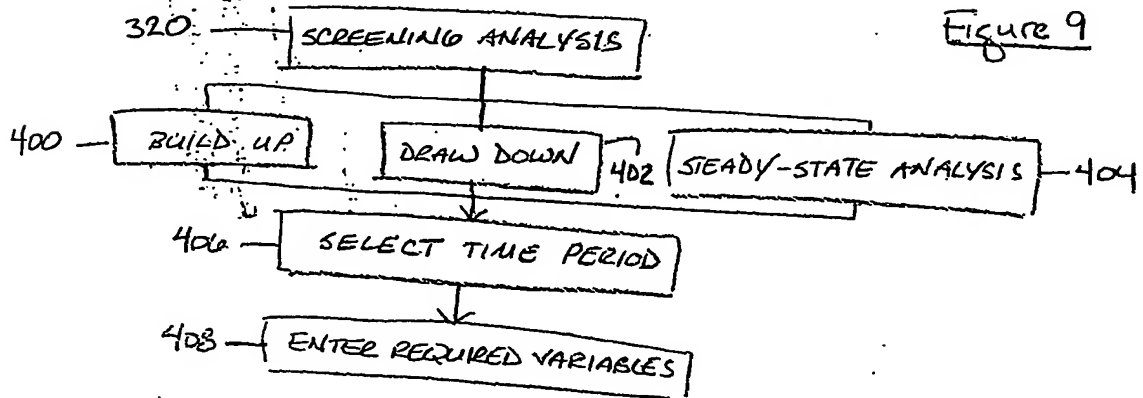 Figure 9
320
SCREENING ANALYSIS
400
BUILD UP
DRAW DOWN
402
STEADY-STATE ANALYSIS
404
406
SELECT TIME PERIOD
408
ENTER REQUIRED VARIABLES